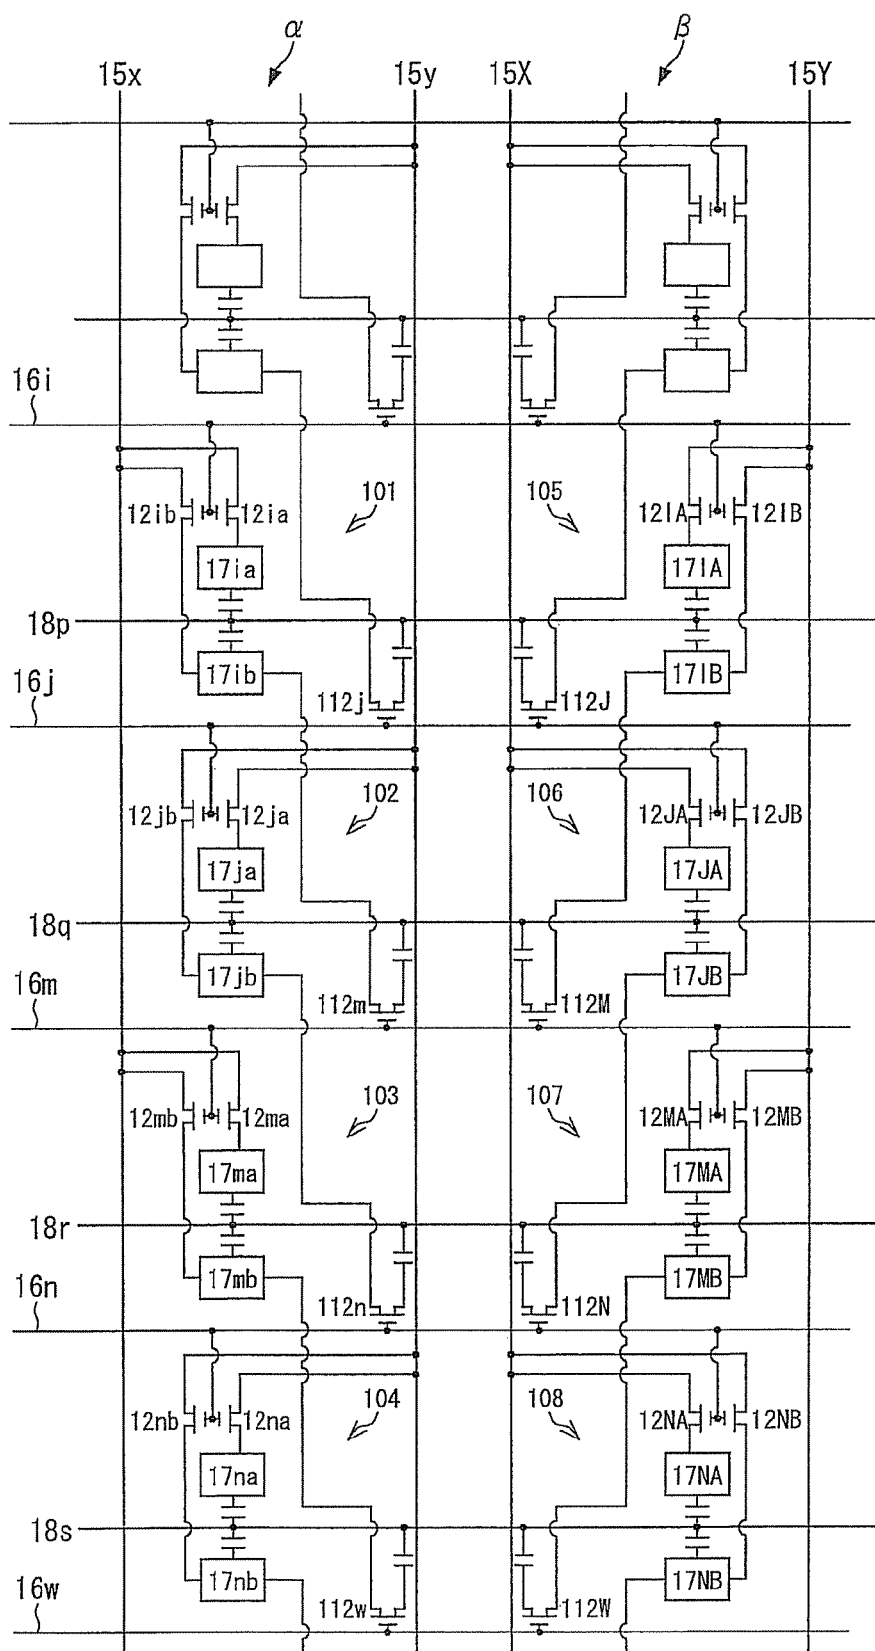 α β
15x 15y 15X 15Y
16i
101 105
12ib 12ia 12IA 12IB
17ia 17IA
18p
17ib 17IB
16j
112j 112J
102 106
12jb 12ja 12JA 12JB
17ja 17JA
18q
17jb 17JB
16m
112m 112M
103 107
12mb 12ma 12MA 12MB
17ma 17MA
18r
17mb 17MB
16n
112n 112N
104 108
12nb 12na 12NA 12NB
17na 17NA
18s
17nb 17NB
16w
112w 112W